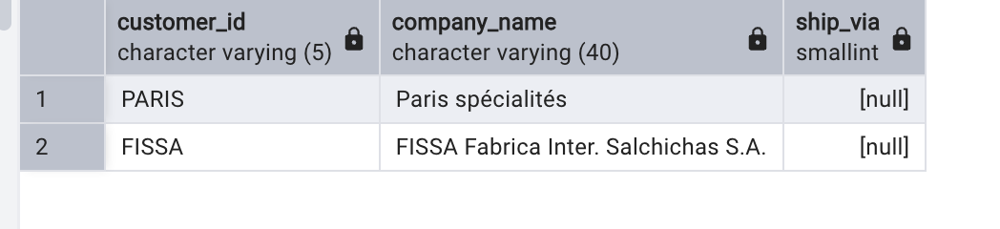 customer_id company_name ship_via
character varying (5) character varying (40) smallint
1 PARIS Paris spécialités [null]
2 FISSA FISSA Fabrica Inter. Salchichas S.A. [null]